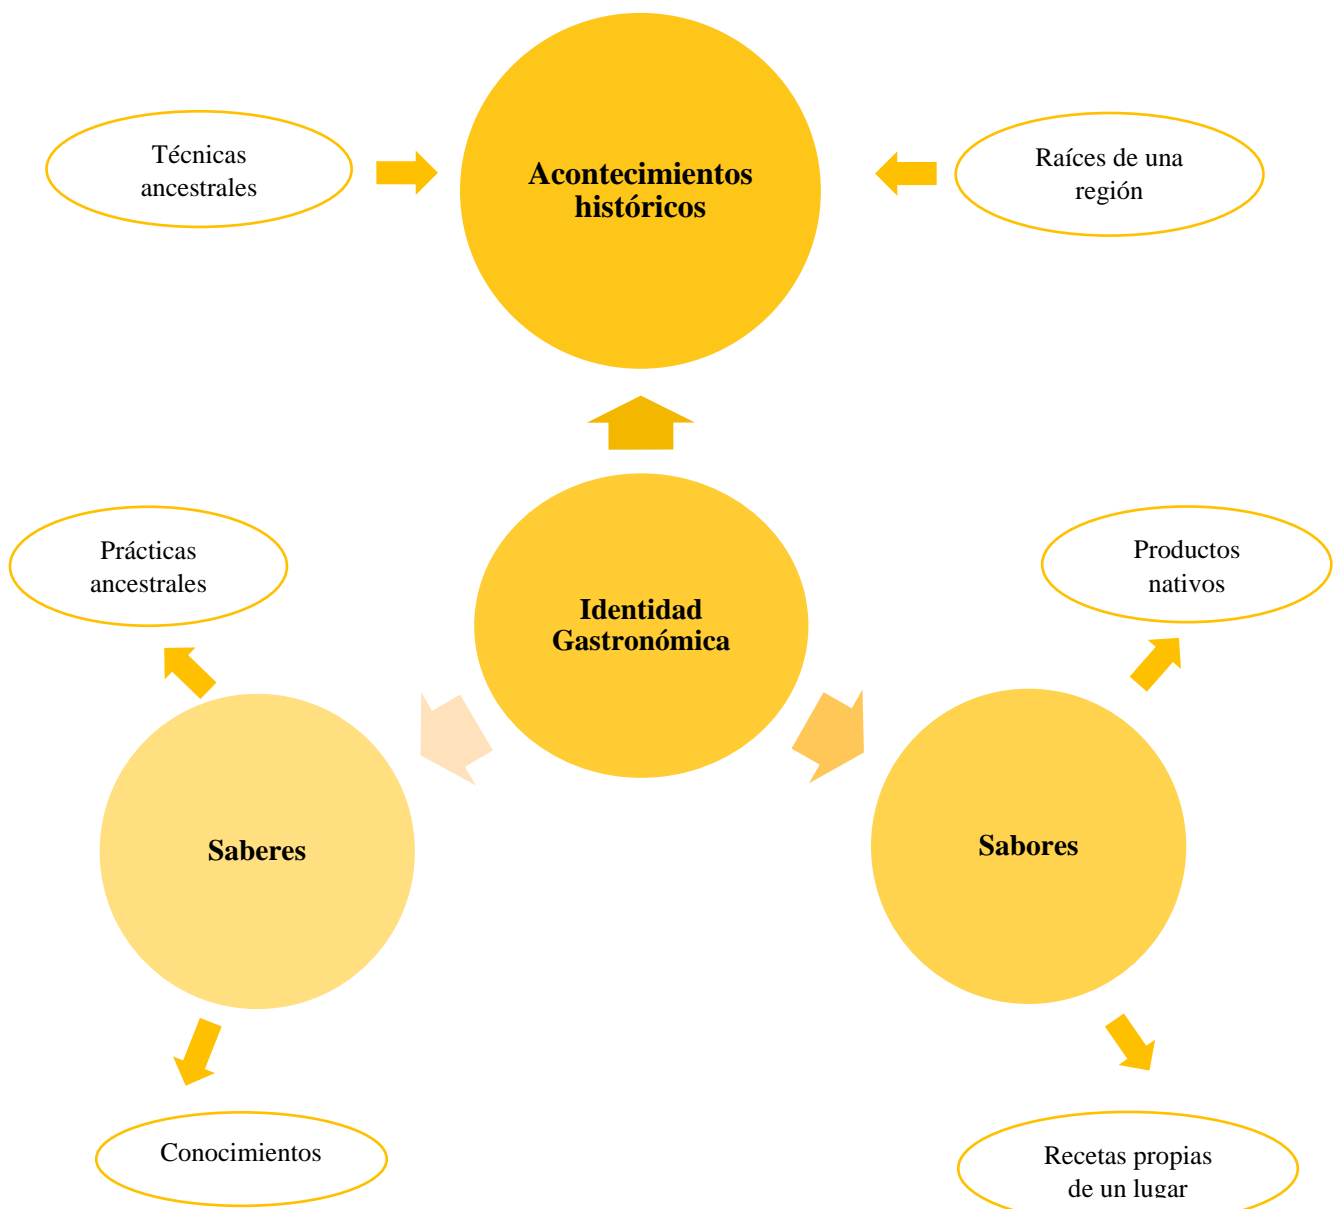 Técnicas
ancestrales
Acontecimientos
históricos
Raíces de una
región
Prácticas
ancestrales
Identidad
Gastronómica
Productos
nativos
Saberes
Sabores
Conocimientos
Recetas propias
de un lugar